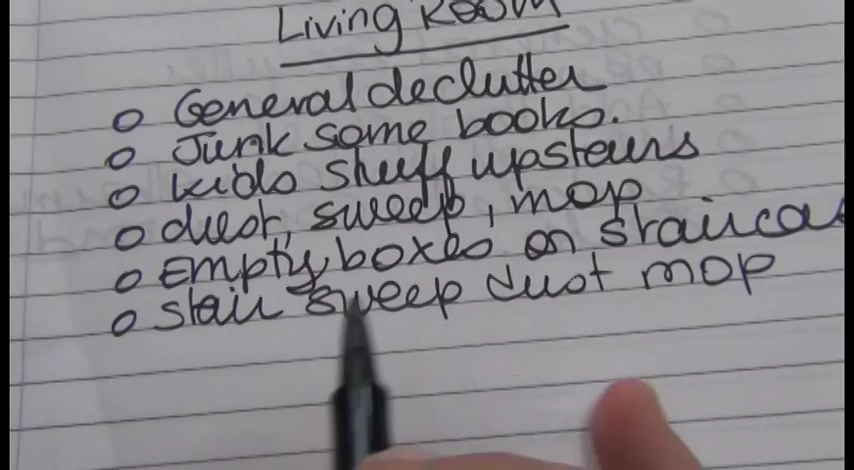 Living Room
o General declutter
o Junk some books.
o kids stuff upstairs
o dust, sweep, mop
o Empty boxes on stairca
o stair sweep dust mop